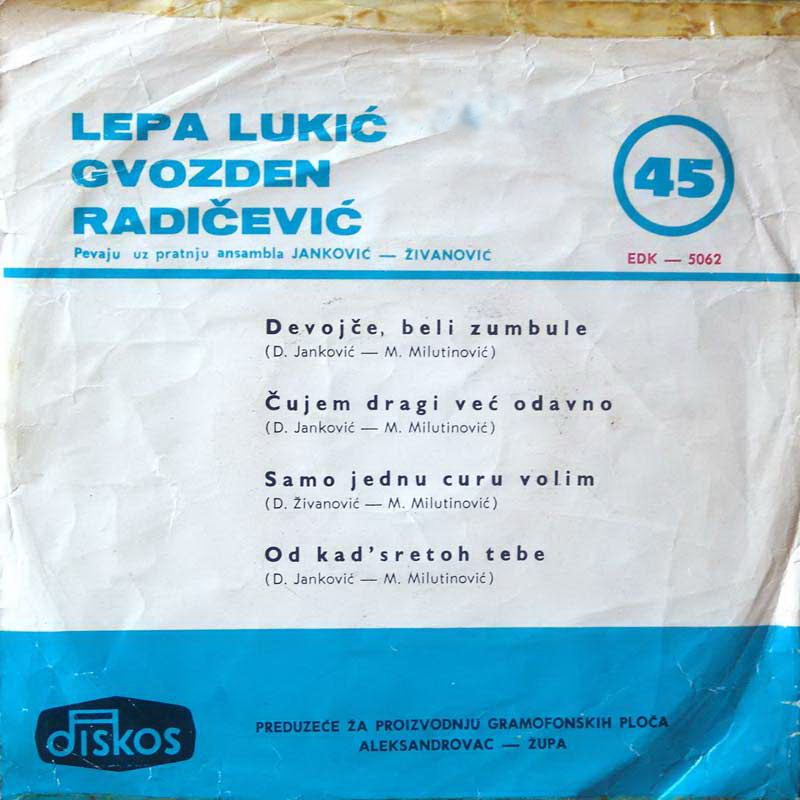 LEPA LUKIĆ
GVOZDEN
RADIČEVIĆ
45
Pevaju uz pratnju ansambla JANKOVIĆ — ŽIVANOVIĆ
EDK — 5062
Devojče, beli zumbule
(D. Janković — M. Milutinović)
Čujem dragi već odavno
(D. Janković — M. Milutinović)
Samo jednu curu volim
(D. Živanović — M. Milutinović)
Od kad'sretoh tebe
(D. Janković — M. Milutinović)
diskos
PREDUZEĆE ŽA PROIZVODNJU GRAMOFONSKIH PLOČA
ALEKSANDROVAC — ŽUPA